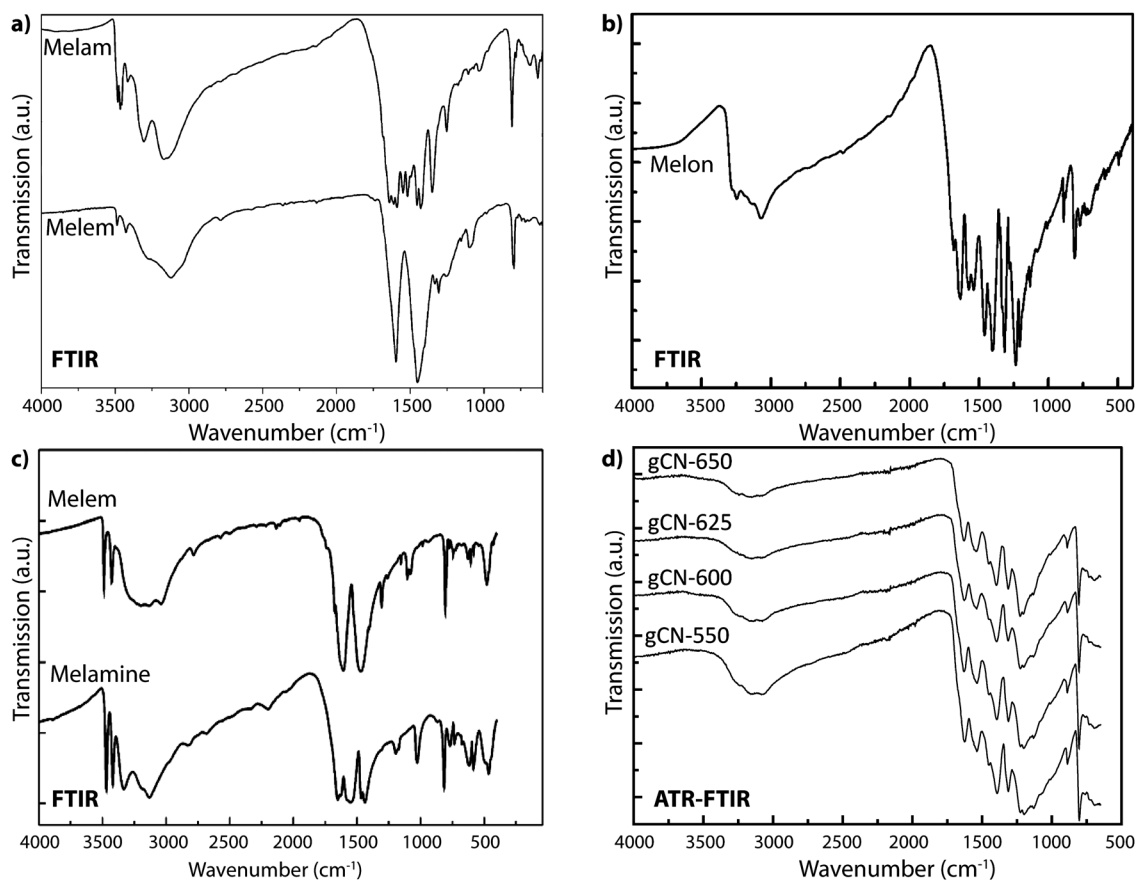 a)
Melam
Melem
FTIR
Transmission (a.u.)
4000 3500 3000 2500 2000 1500 1000
Wavenumber (cm⁻¹)
b)
Melon
FTIR
Transmission (a.u.)
4000 3500 3000 2500 2000 1500 1000 500
Wavenumber (cm⁻¹)
c)
Melem
Melamine
FTIR
Transmission (a.u.)
4000 3500 3000 2500 2000 1500 1000 500
Wavenumber (cm⁻¹)
d)
gCN-650
gCN-625
gCN-600
gCN-550
ATR-FTIR
Transmission (a.u.)
4000 3500 3000 2500 2000 1500 1000 500
Wavenumber (cm⁻¹)